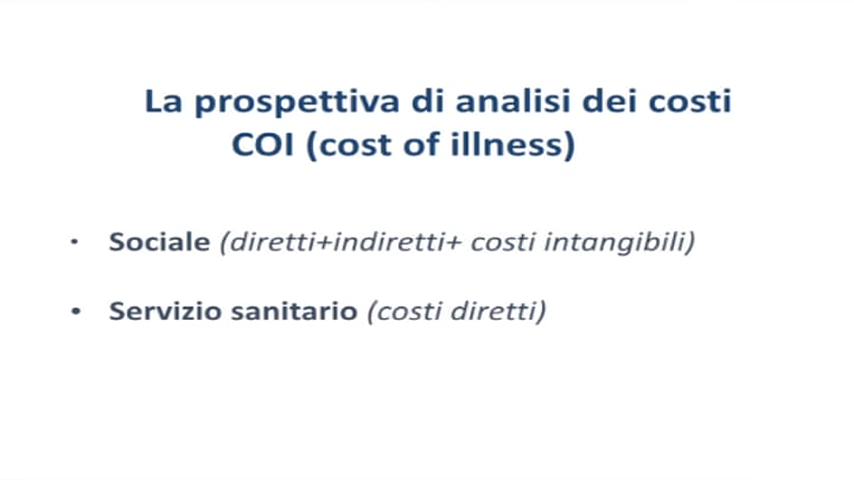 La prospettiva di analisi dei costi
COI (cost of illness)
• Sociale (diretti+indiretti+ costi intangibili)
• Servizio sanitario (costi diretti)